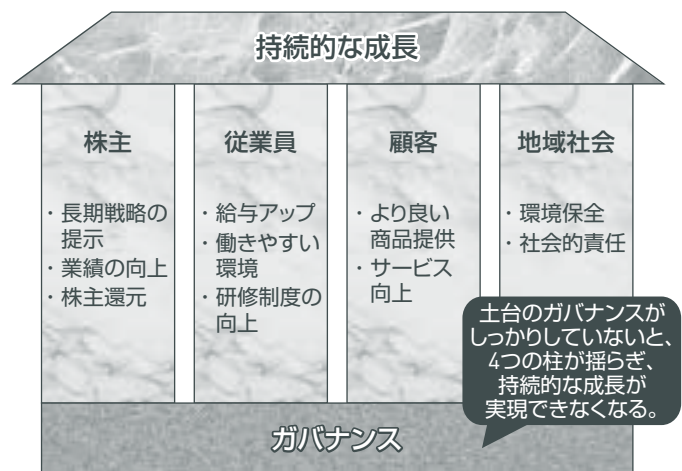 持続的な成長
株主
・長期戦略の
提示
・業績の向上
・株主還元
従業員
・給与アップ
・働きやすい
環境
・研修制度の
向上
顧客
・より良い
商品提供
・サービス
向上
地域社会
・環境保全
・社会的責任
土台のガバナンスが
しっかりしていないと、
4つの柱が揺らぎ、
持続的な成長が
実現できなくなる。
ガバナンス